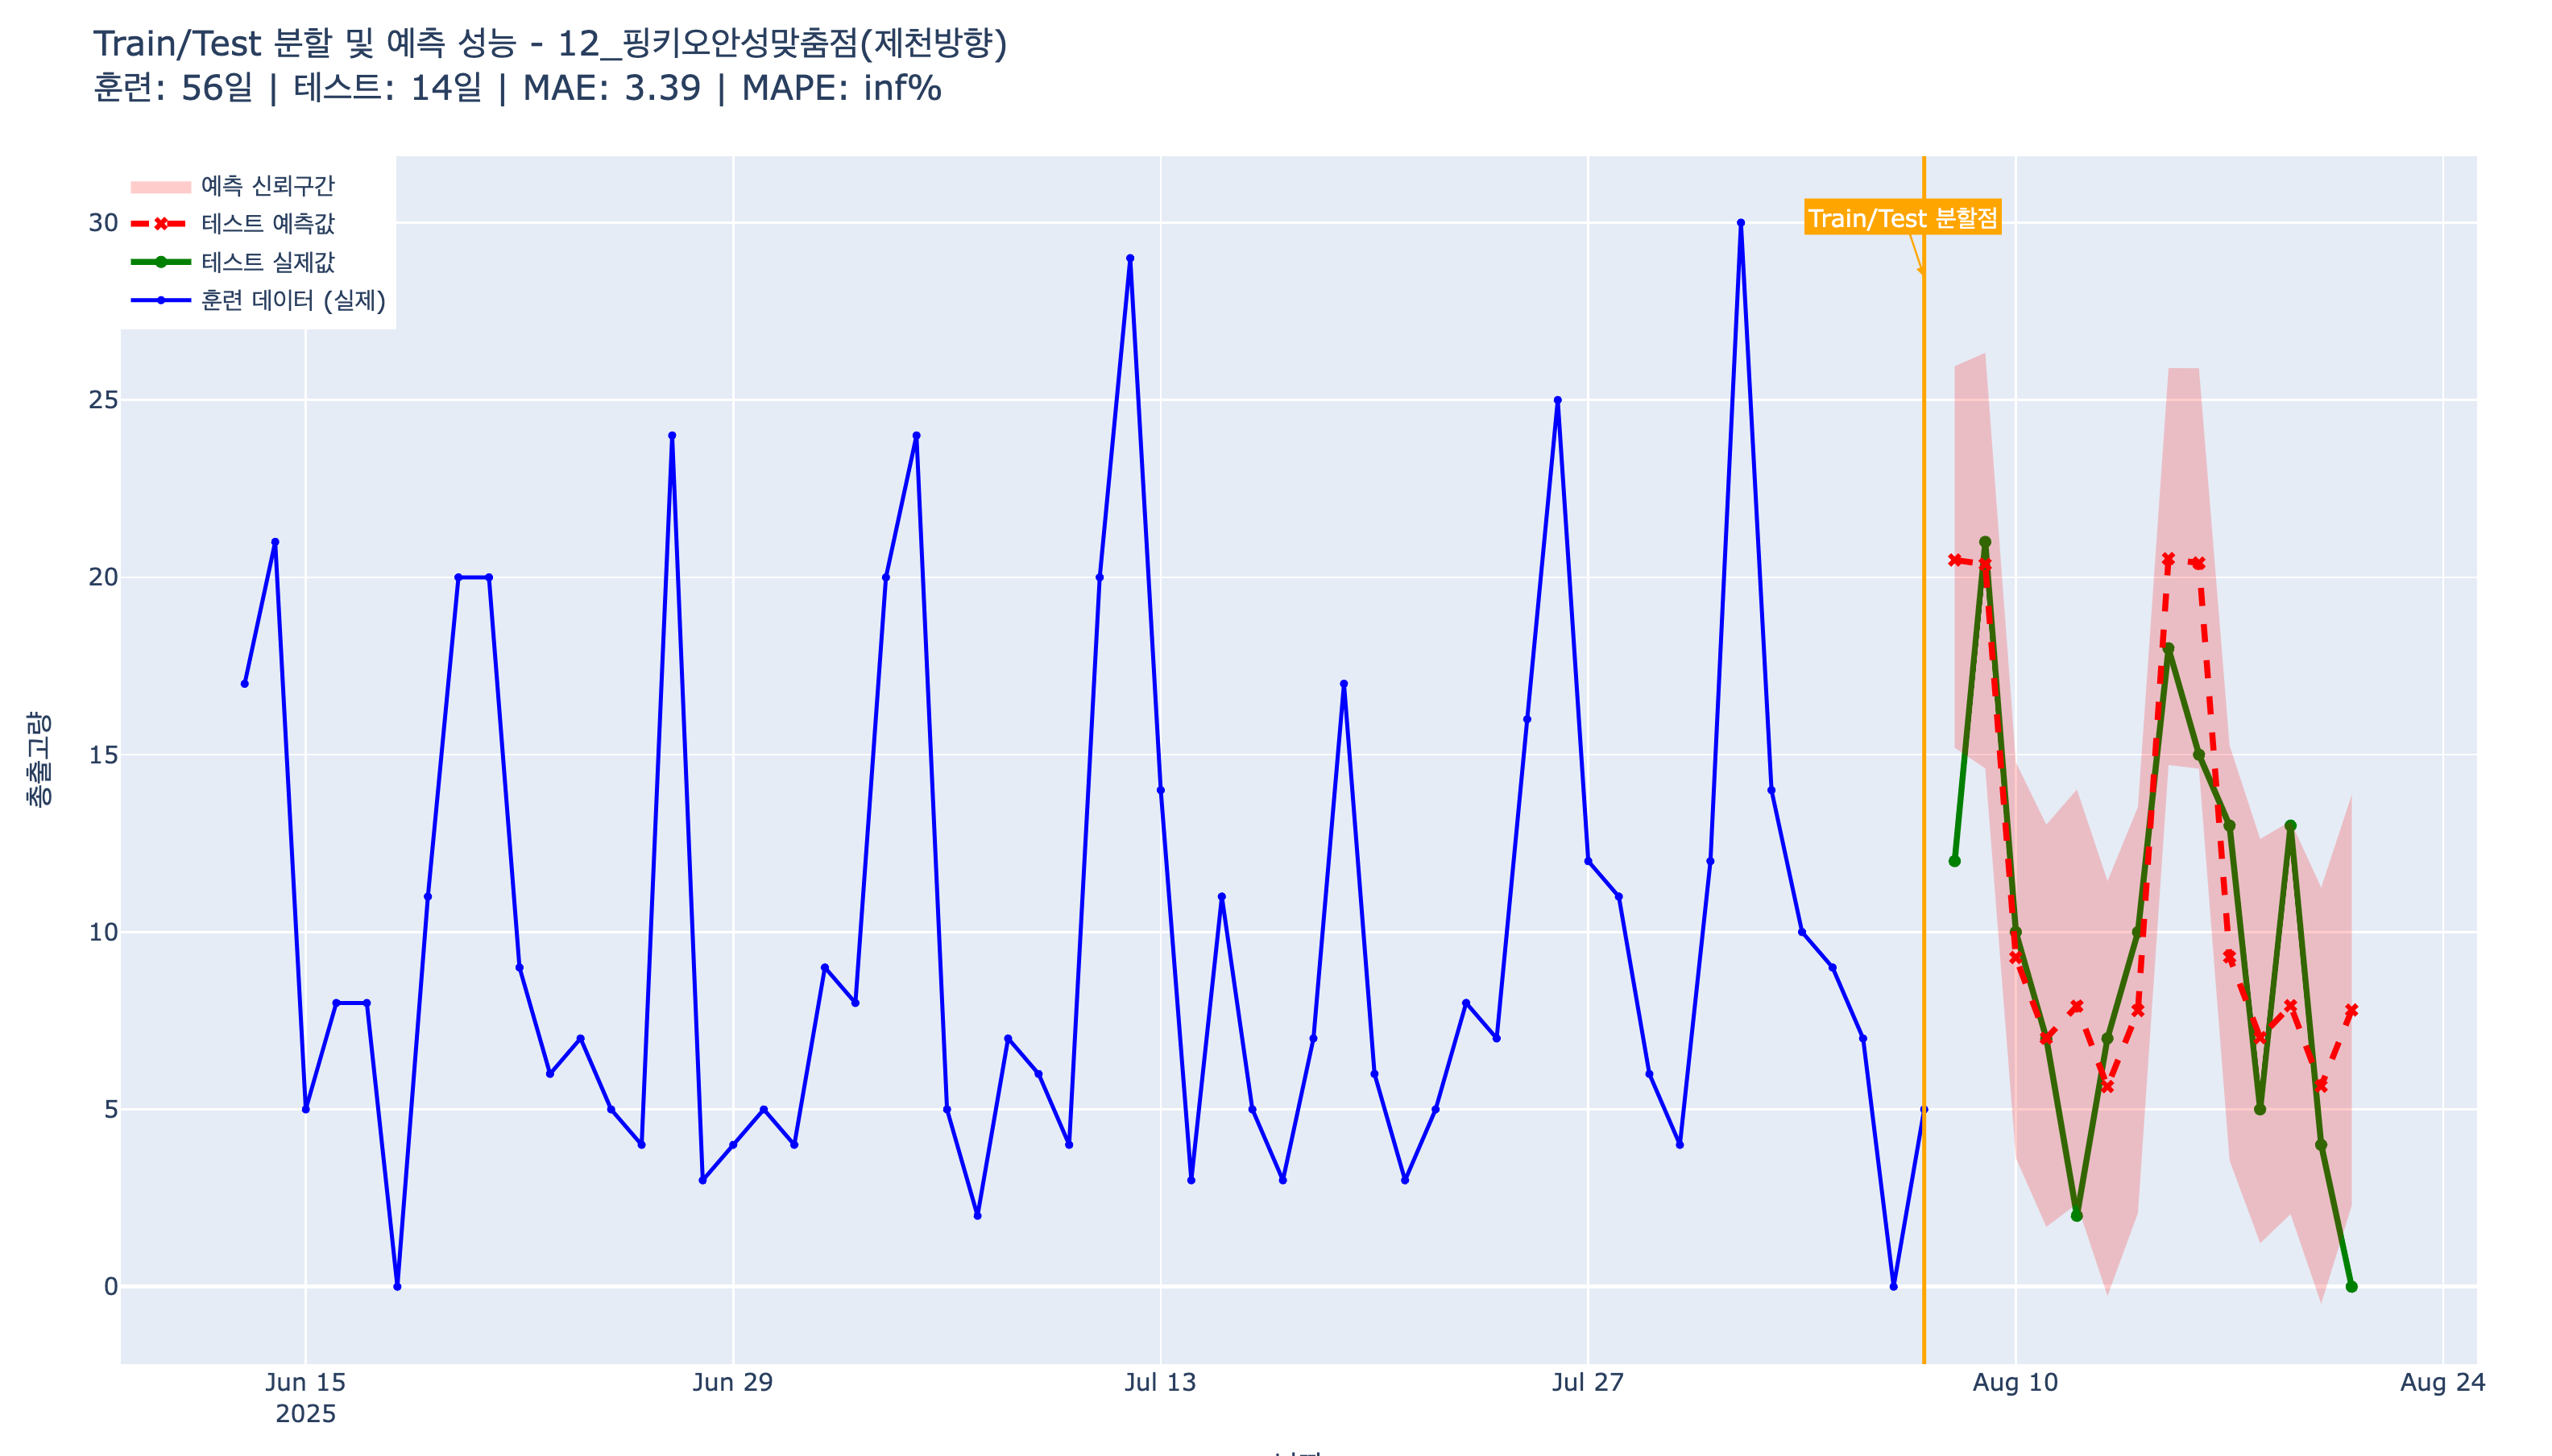 Train/Test 분할 및 예측 성능 - 12_핑키오안성맞춤점(제천방향)
훈련: 56일 | 테스트: 14일 | MAE: 3.39 | MAPE: inf%
예측 신뢰구간
테스트 예측값
테스트 실제값
훈련 데이터 (실제)
Train/Test 분할점
30
25
20
15
10
5
0
총출고량
Jun 15
2025
Jun 29
Jul 13
Jul 27
Aug 10
Aug 24